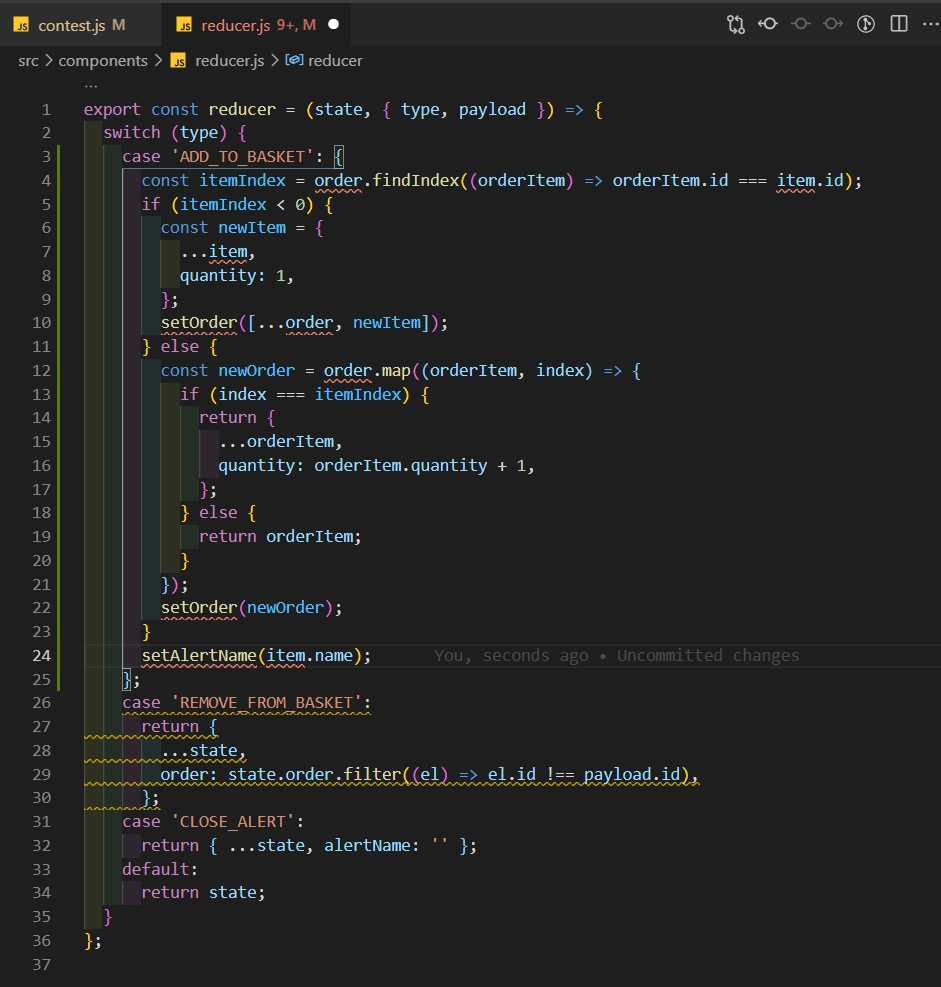 JS contest.js M JS reducer.js 9+, M
src > components > JS reducer.js > reducer
...
1 export const reducer = (state, { type, payload }) => {
2 switch (type) {
3 case 'ADD_TO_BASKET': {
4 const itemIndex = order.findIndex((orderItem) => orderItem.id === item.id);
5 if (itemIndex < 0) {
6 const newItem = {
7 ...item,
8 quantity: 1,
9 };
10 setOrder([...order, newItem]);
11 } else {
12 const newOrder = order.map((orderItem, index) => {
13 if (index === itemIndex) {
14 return {
15 ...orderItem,
16 quantity: orderItem.quantity + 1,
17 };
18 } else {
19 return orderItem;
20 }
21 });
22 setOrder(newOrder);
23 }
24 setAlertName(item.name); You, seconds ago • Uncommitted changes
25 };
26 case 'REMOVE_FROM_BASKET':
27 return {
28 ...state,
29 order: state.order.filter((el) => el.id !== payload.id),
30 };
31 case 'CLOSE_ALERT':
32 return { ...state, alertName: '' };
33 default:
34 return state;
35 }
36 };
37